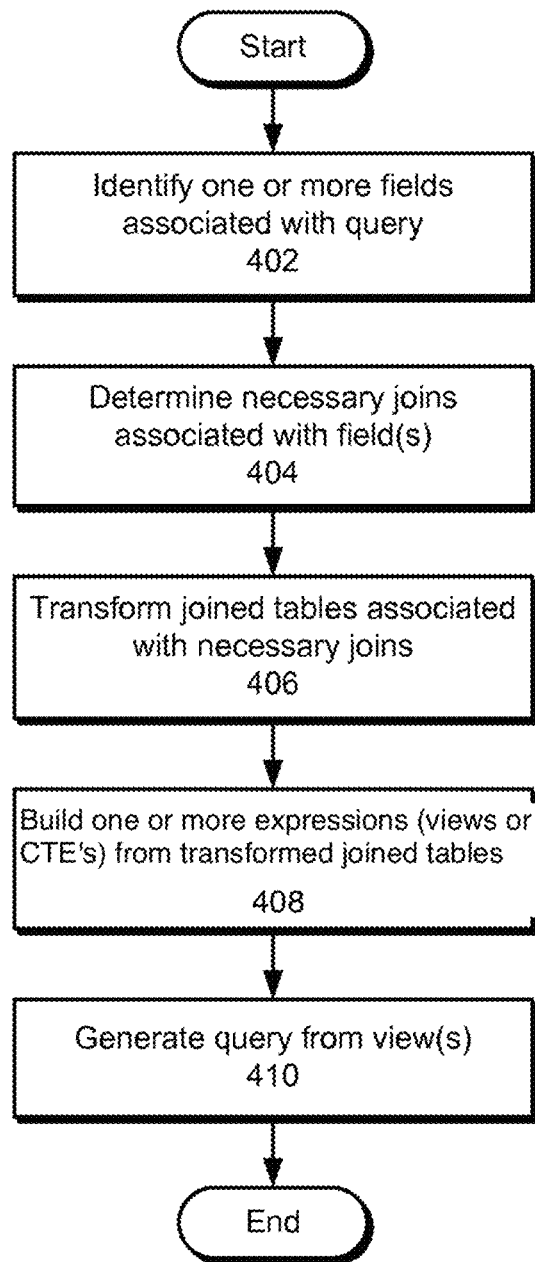 Start
Identify one or more fields
associated with query
402
Determine necessary joins
associated with field(s)
404
Transform joined tables associated
with necessary joins
406
Build one or more expressions (views or
CTE's) from transformed joined tables
408
Generate query from view(s)
410
End